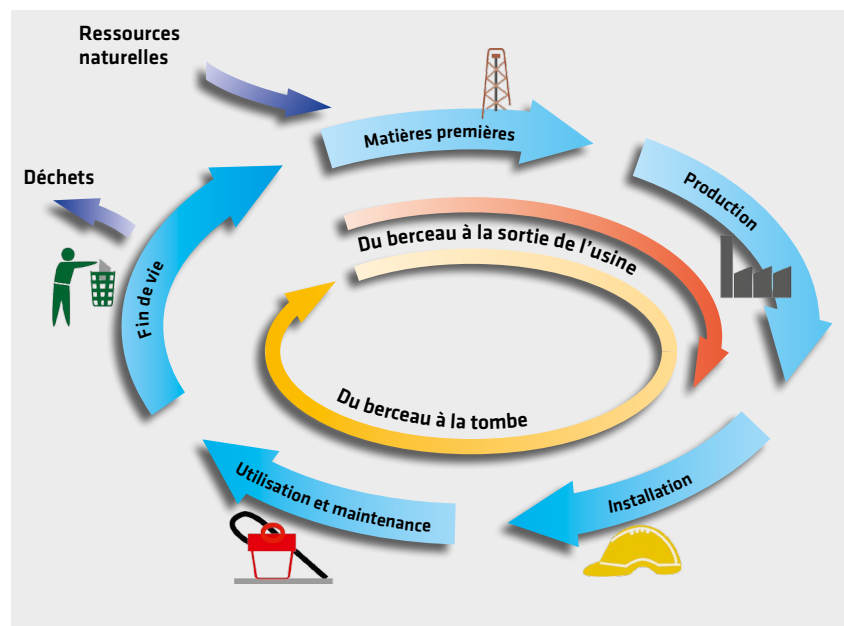 Ressources
naturelles
Matières premières
Production
Déchets
Du berceau à la sortie de l'usine
Fin de vie
Du berceau à la tombe
Utilisation et maintenance
Installation